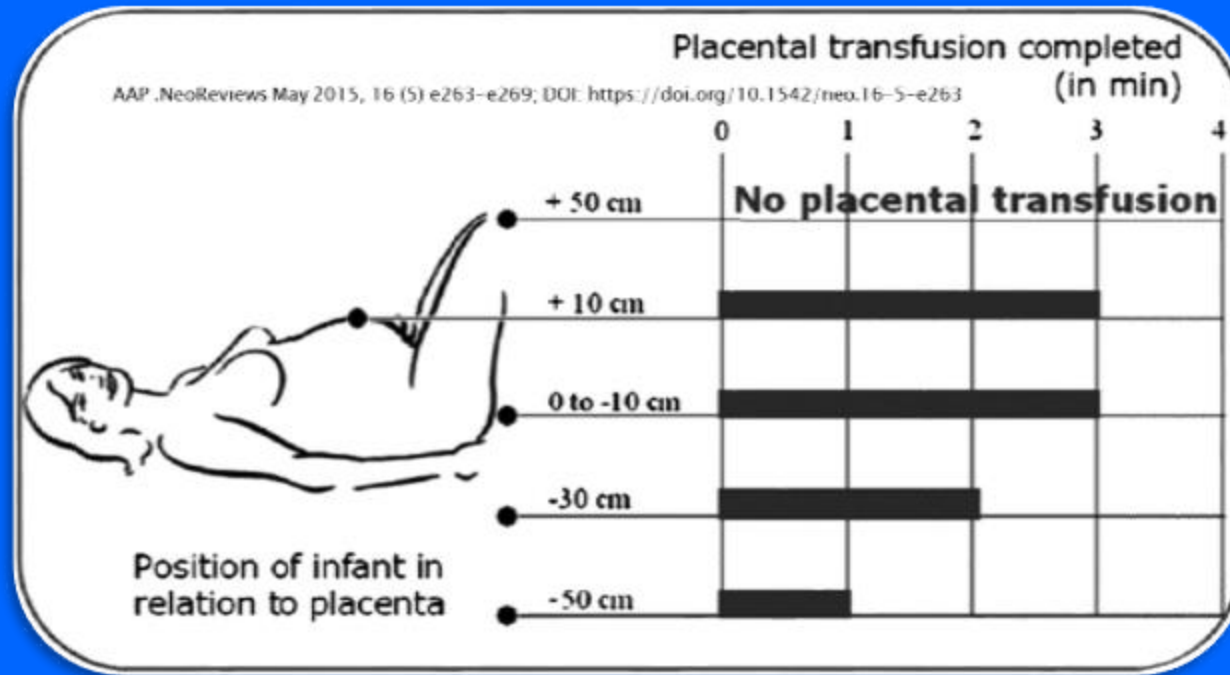 Placental transfusion completed
(in min)
AAP .NeoReviews May 2015, 16 (5) e263-e269; DOI: https://doi.org/10.1542/neo.16-5-e263
0 1 2 3 4
+ 50 cm No placental transfusion
+ 10 cm
0 to -10 cm
-30 cm
Position of infant in
relation to placenta
-50 cm